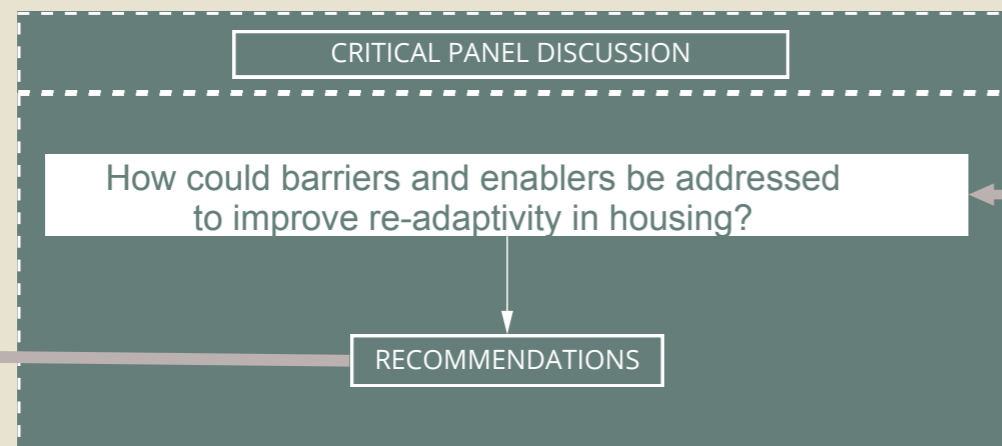 CRITICAL PANEL DISCUSSION
How could barriers and enablers be addressed
to improve re-adaptivity in housing?
RECOMMENDATIONS